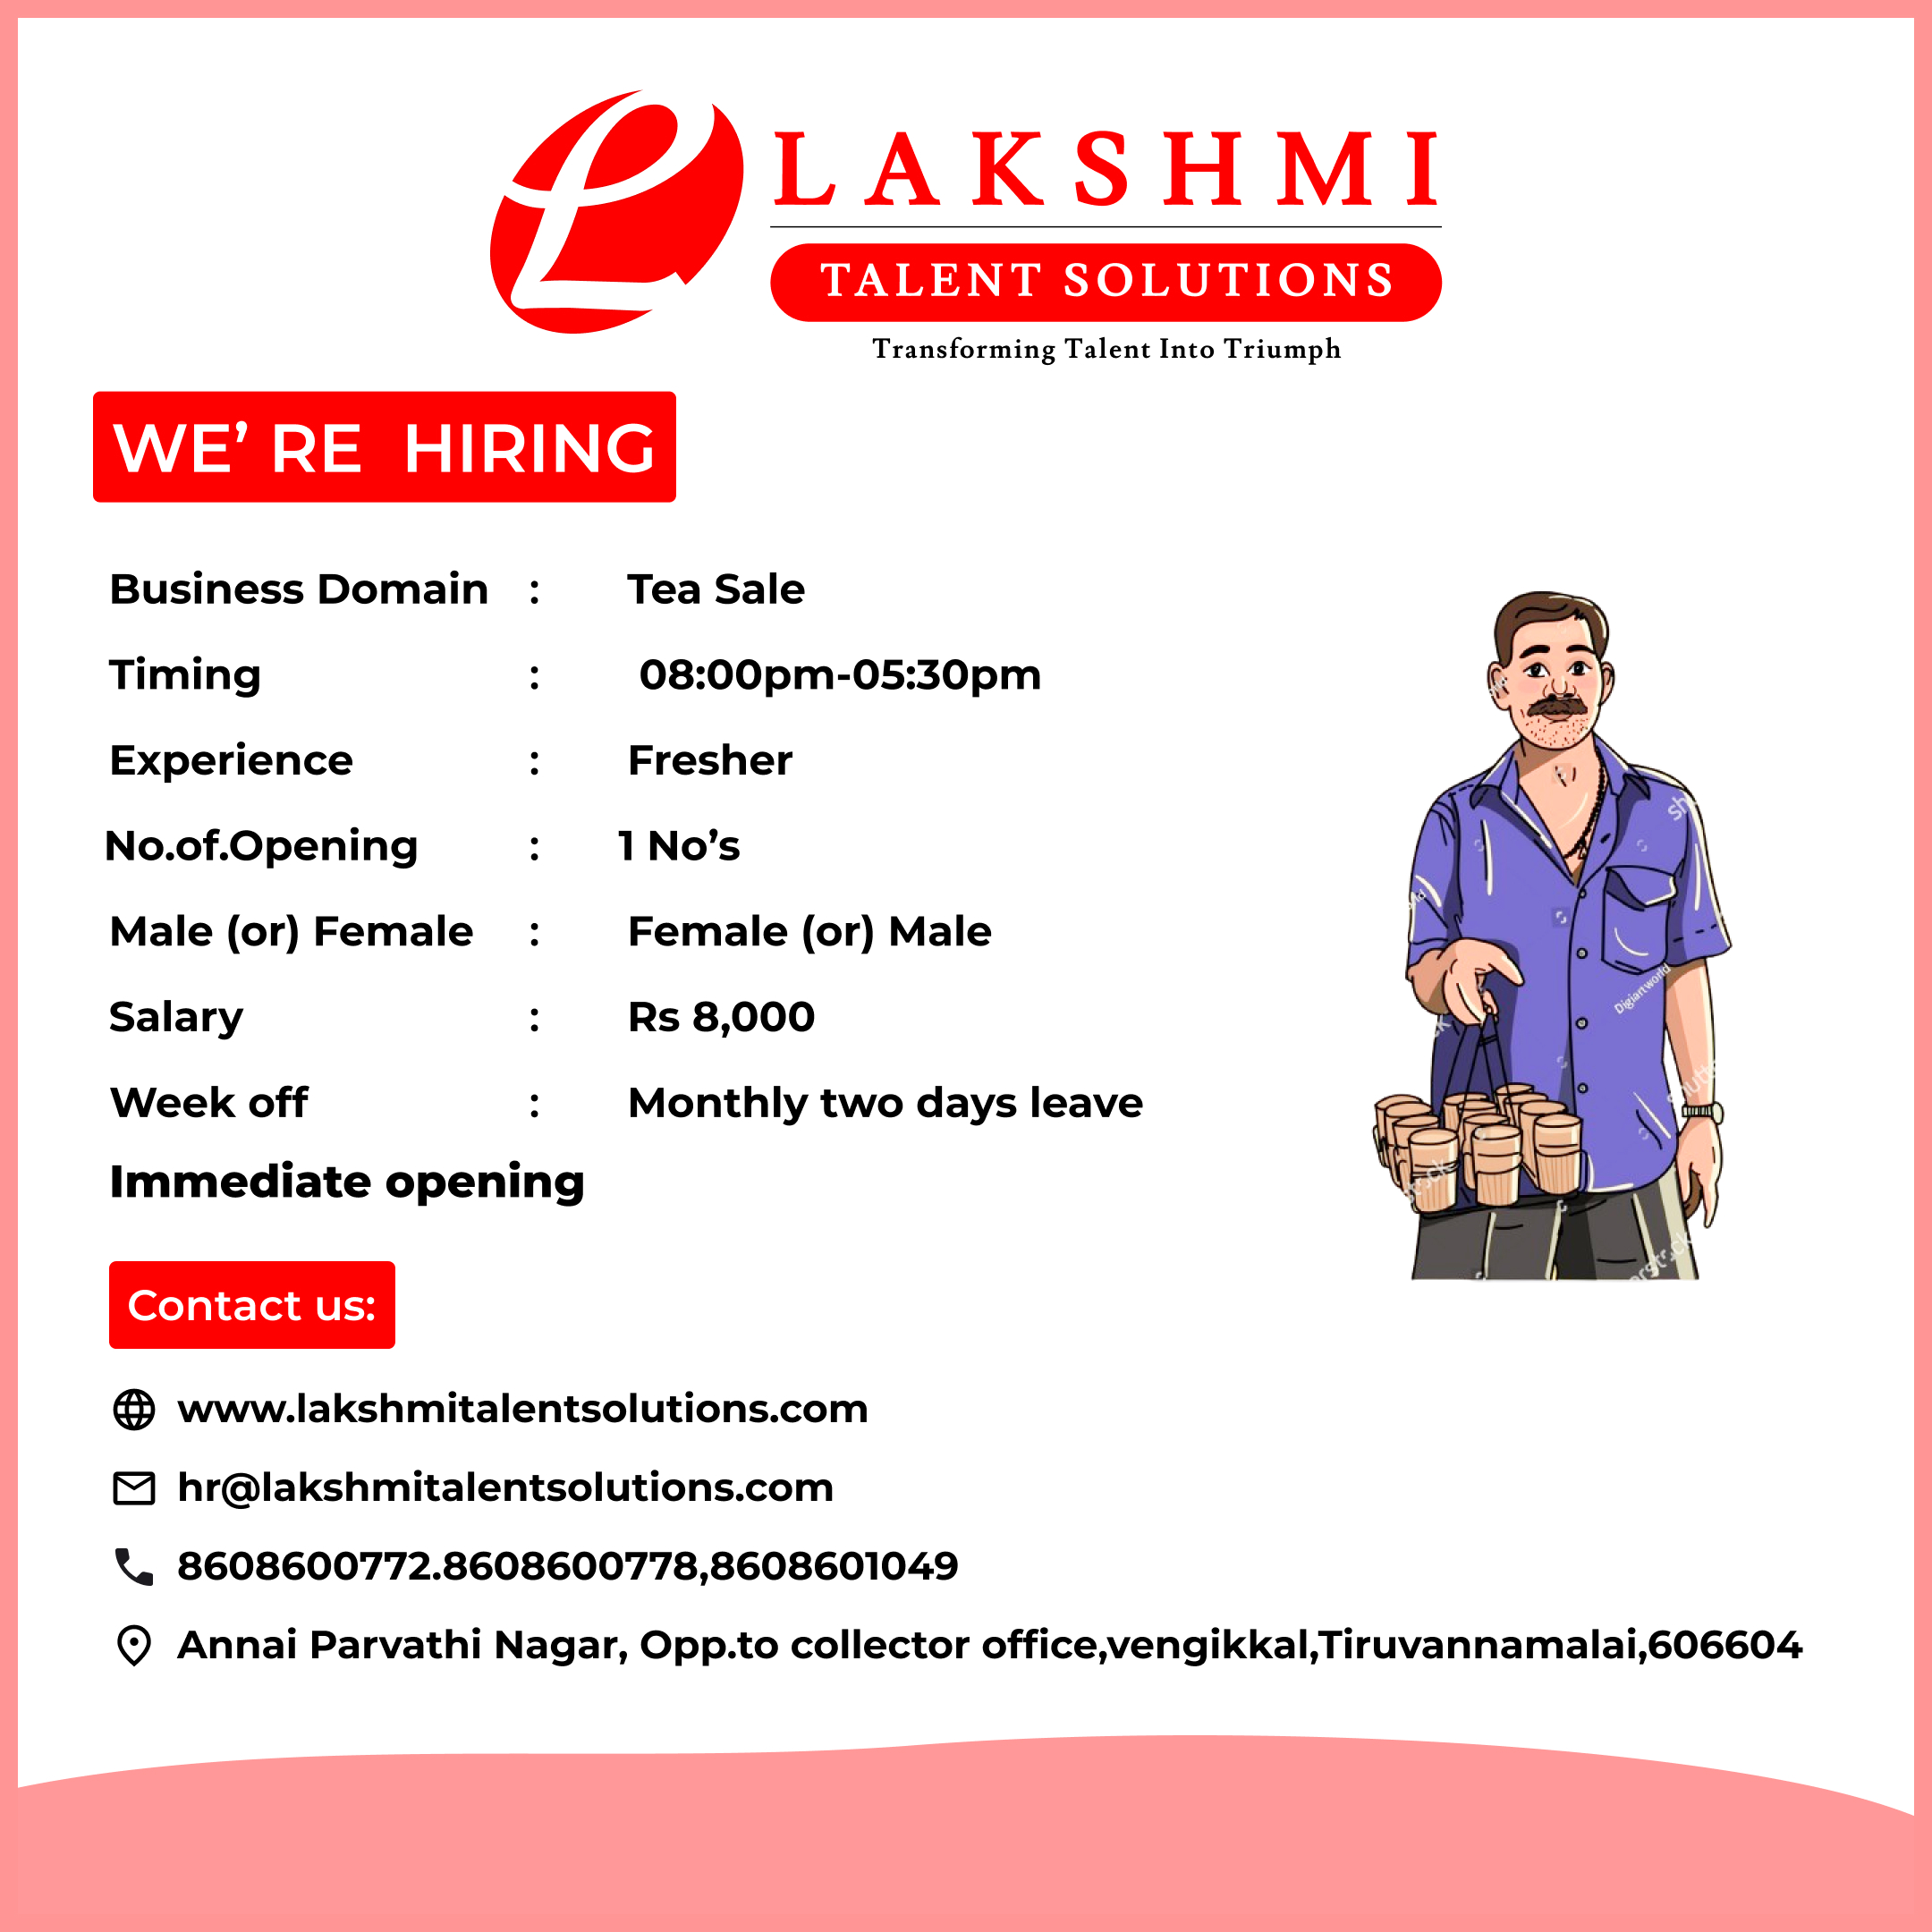 LAKSHMI
TALENT SOLUTIONS
Transforming Talent Into Triumph
WE’ RE HIRING
Business Domain : Tea Sale
Timing : 08:00pm-05:30pm
Experience : Fresher
No.of.Opening : 1 No’s
Male (or) Female : Female (or) Male
Salary : Rs 8,000
Week off : Monthly two days leave
Immediate opening
Digiartworld
Contact us:
www.lakshmitalentsolutions.com
hr@lakshmitalentsolutions.com
8608600772.8608600778,8608601049
Annai Parvathi Nagar, Opp.to collector office,vengikkal,Tiruvannamalai,606604